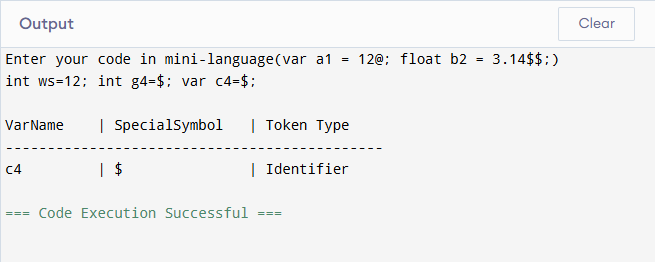 Output
Clear
Enter your code in mini-language(var a1 = 12@; float b2 = 3.14$$;)
int ws=12; int g4=$; var c4=$;
VarName    | SpecialSymbol   | Token Type
---------------------------------------------
c4         | $               | Identifier
=== Code Execution Successful ===